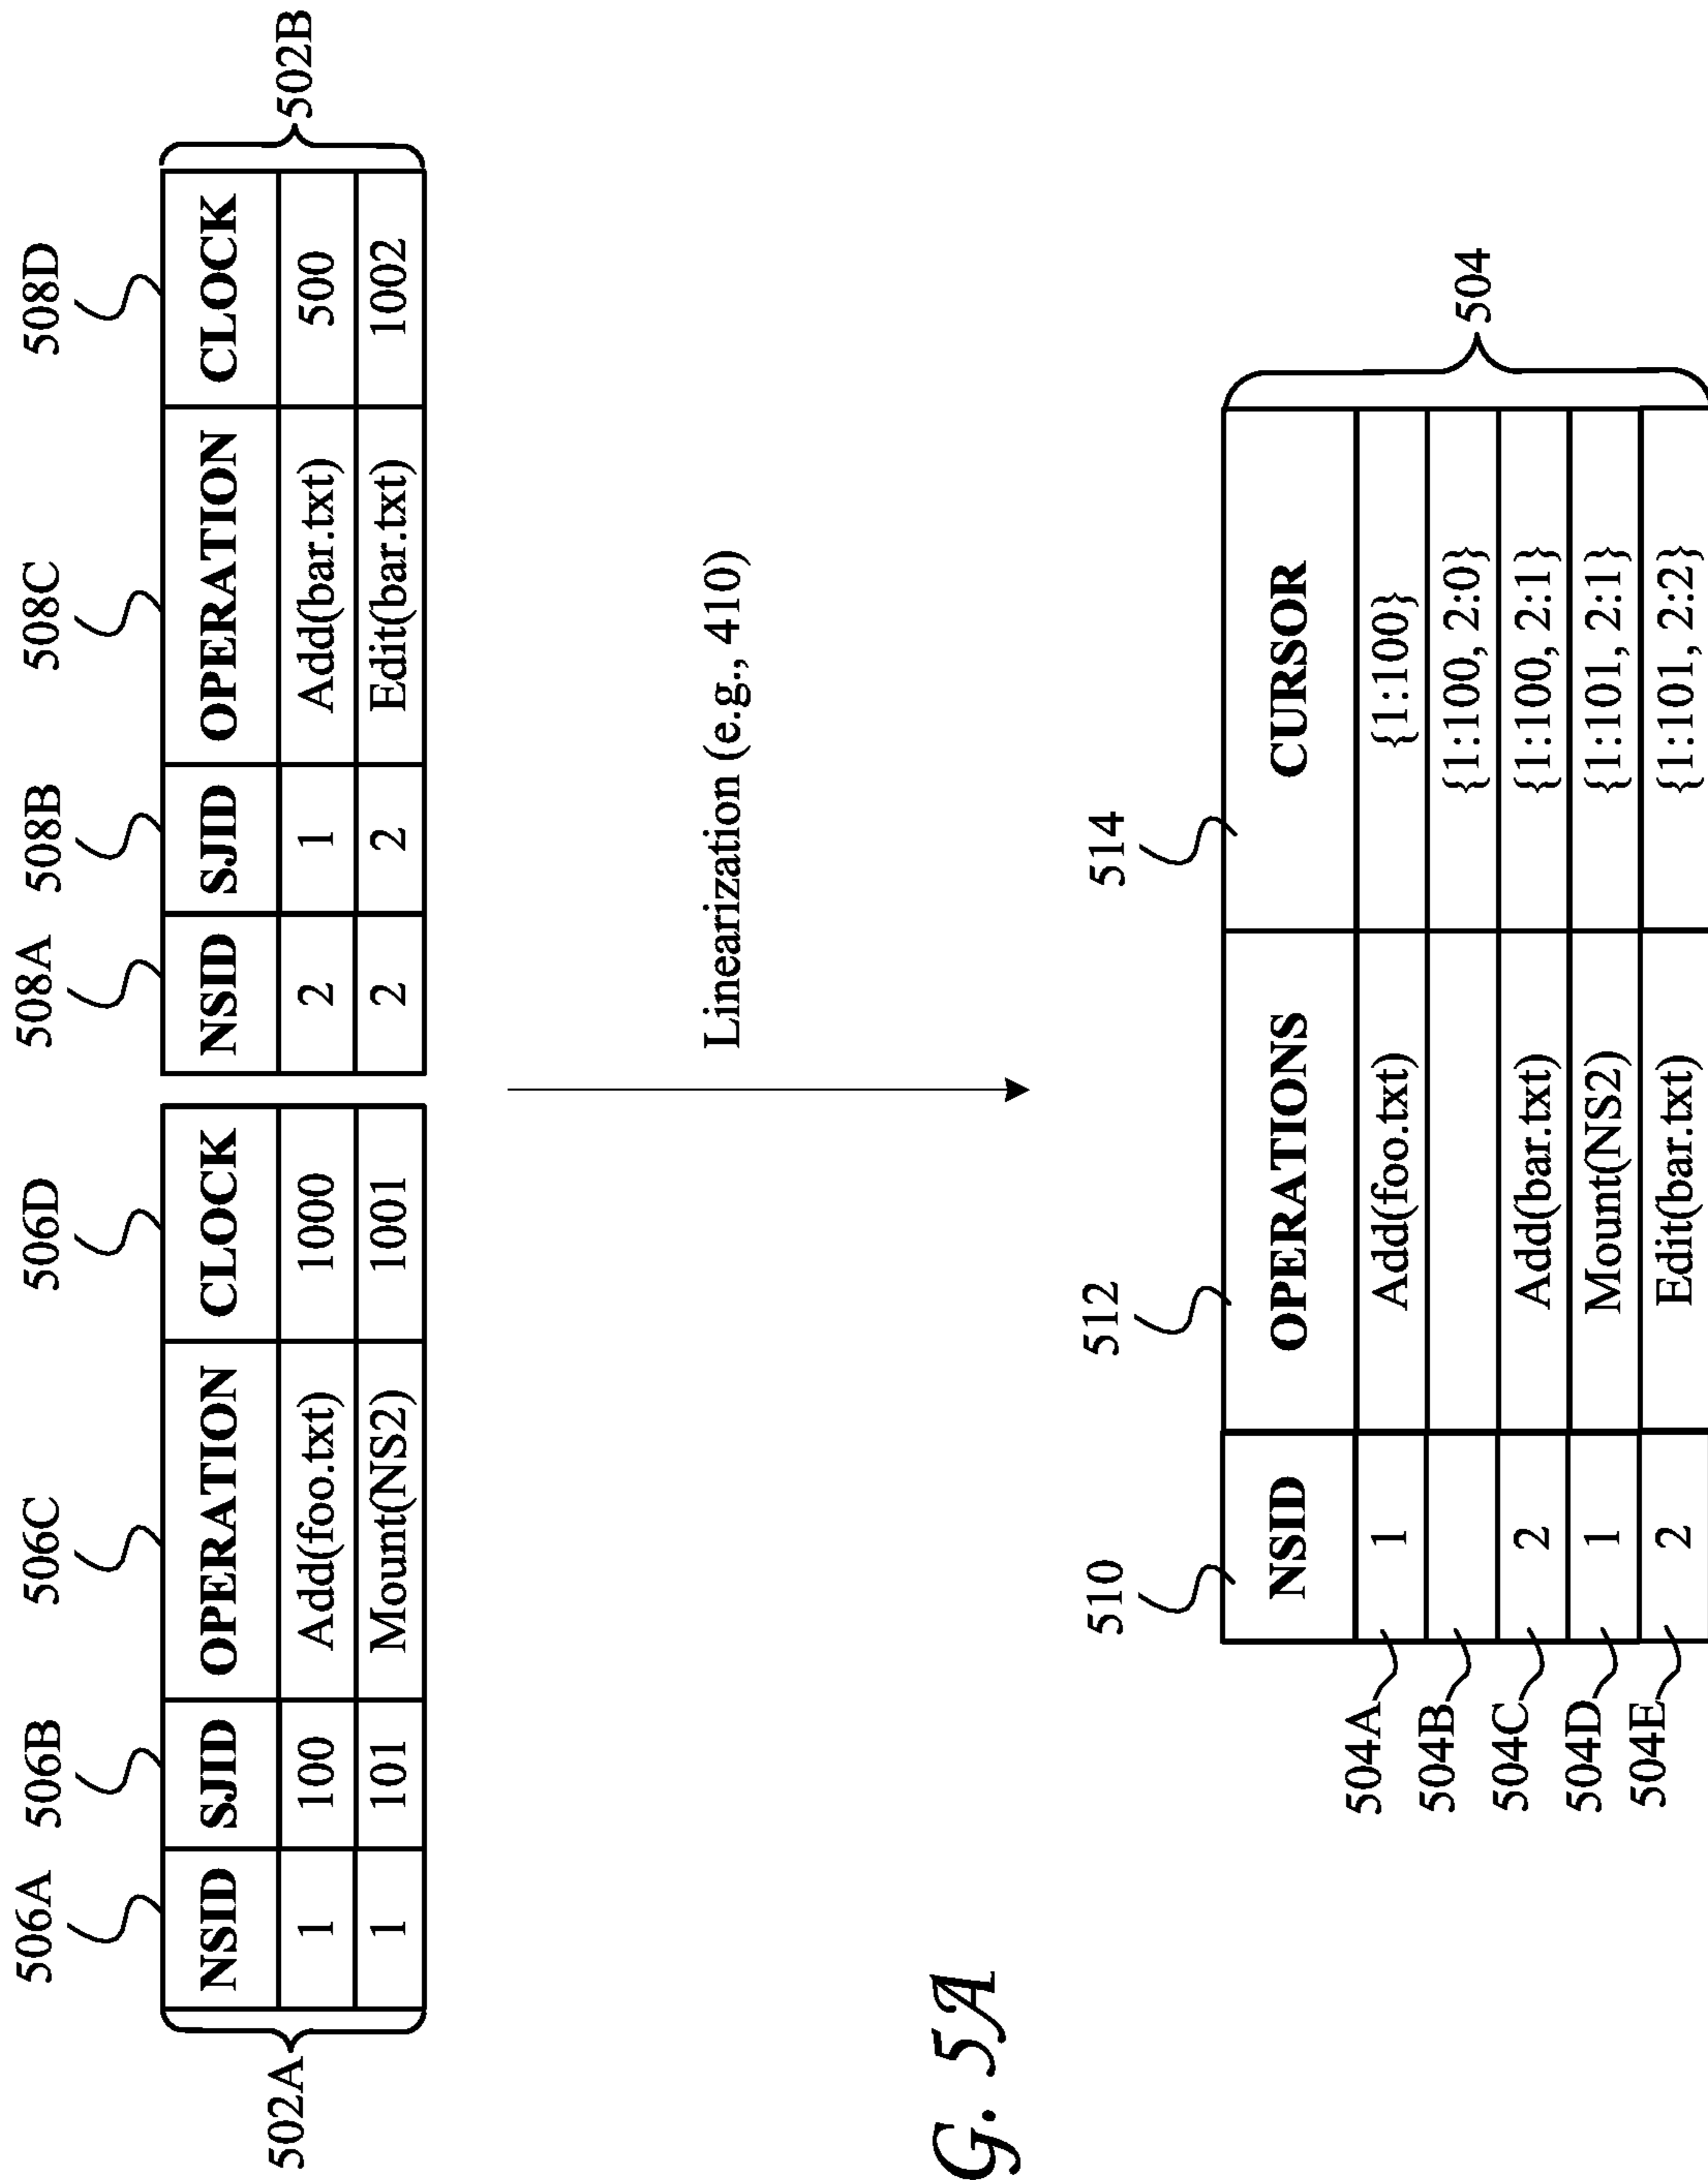 506A 506B 506C 506D 508A 508B 508C 508D
NSID SJID OPERATION CLOCK NSID SJID OPERATION CLOCK
1 100 Add(foo.txt) 1000 2 1 Add(bar.txt) 500
1 101 Mount(NS2) 1001 2 2 Edit(bar.txt) 1002
502A 502B
Linearization (e.g., 410)
510 512 514
NSID OPERATIONS CURSOR
504A 1 Add(foo.txt) {1:100}
504B {1:100, 2:0}
504C 2 Add(bar.txt) {1:100, 2:1}
504D 1 Mount(NS2) {1:101, 2:1}
504E 2 Edit(bar.txt) {1:101, 2:2}
504
G. 5A